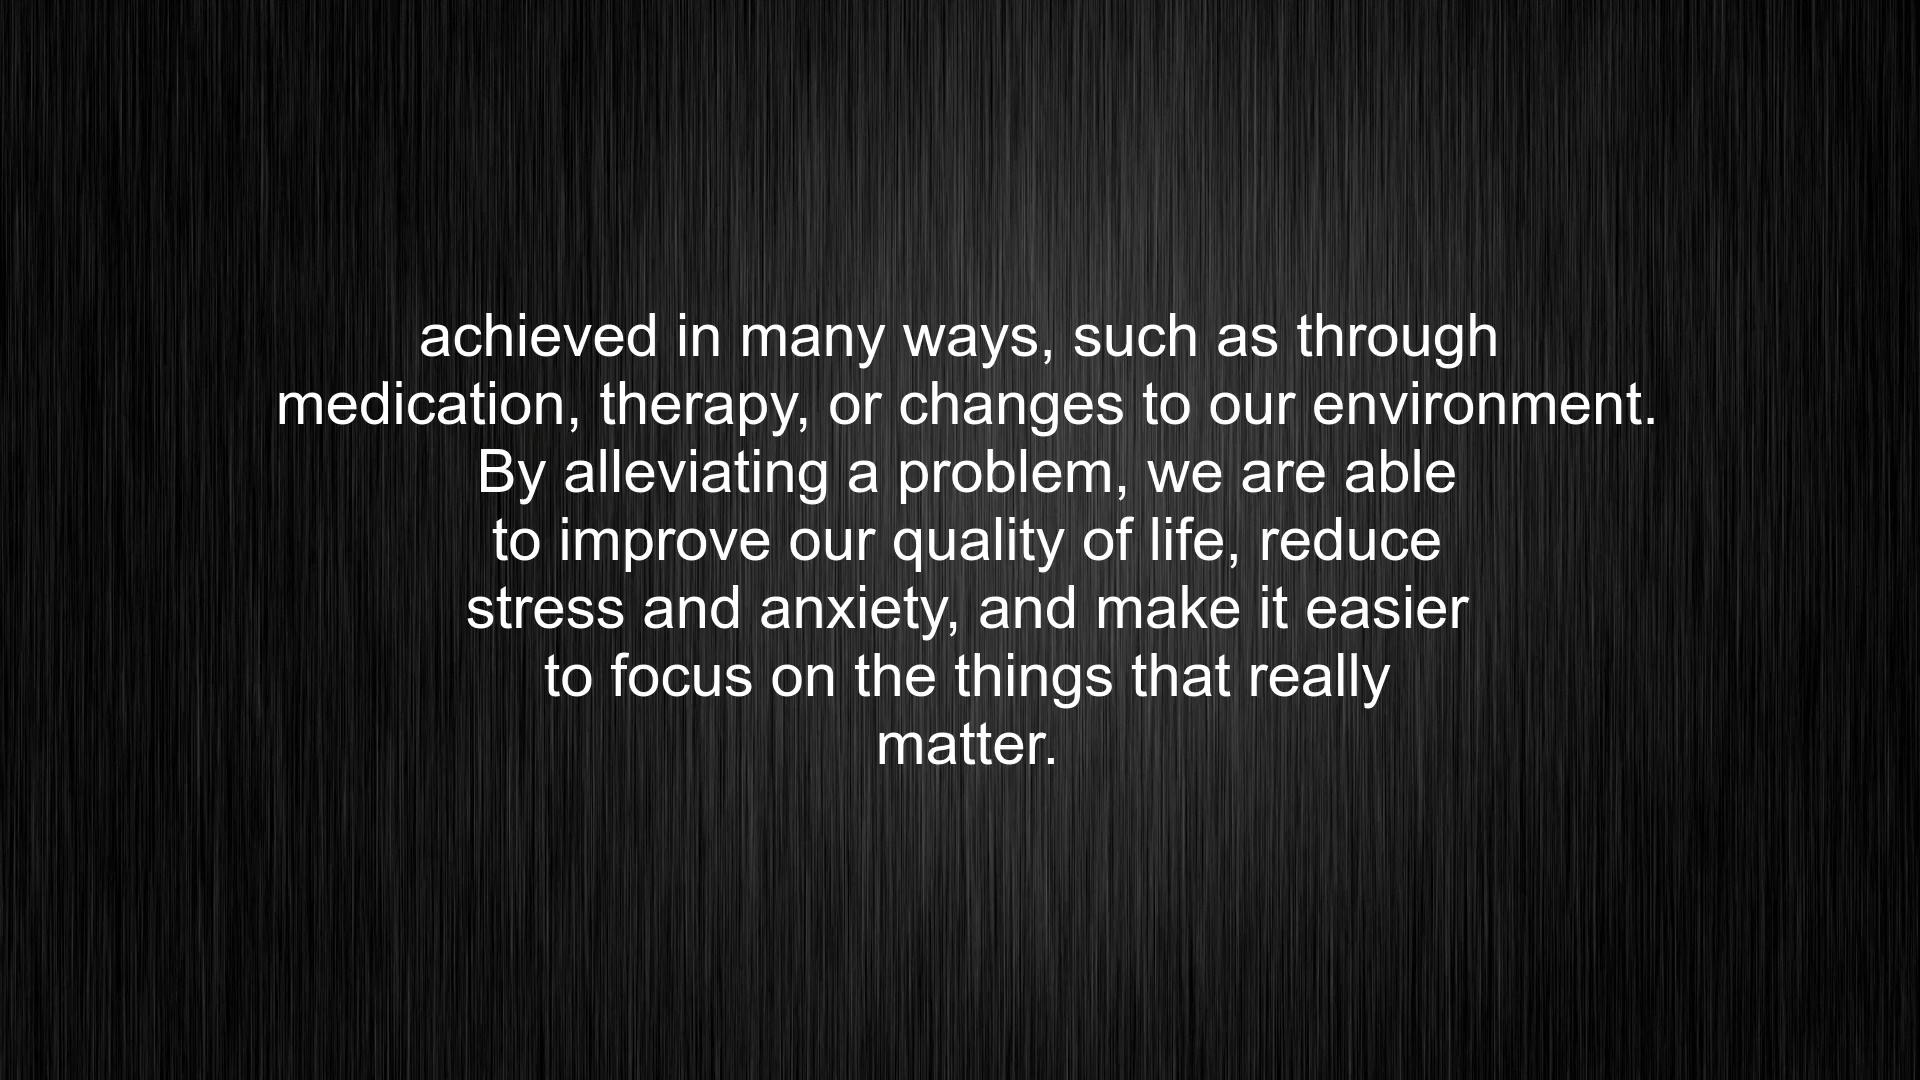 achieved in many ways, such as through
medication, therapy, or changes to our environment.
By alleviating a problem, we are able
to improve our quality of life, reduce
stress and anxiety, and make it easier
to focus on the things that really
matter.